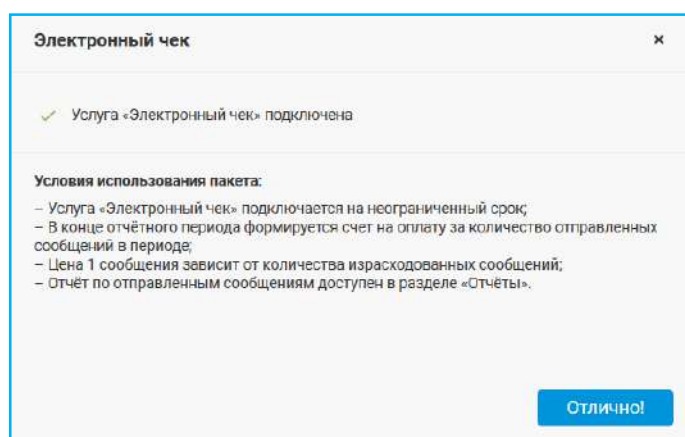 Электронный чек ×
Услуга «Электронный чек» подключена
Условия использования пакета:
– Услуга «Электронный чек» подключается на неограниченный срок;
– В конце отчётного периода формируется счет на оплату за количество отправленных
сообщений в периоде;
– Цена 1 сообщения зависит от количества израсходованных сообщений;
– Отчёт по отправленным сообщениям доступен в разделе «Отчёты».
Отлично!